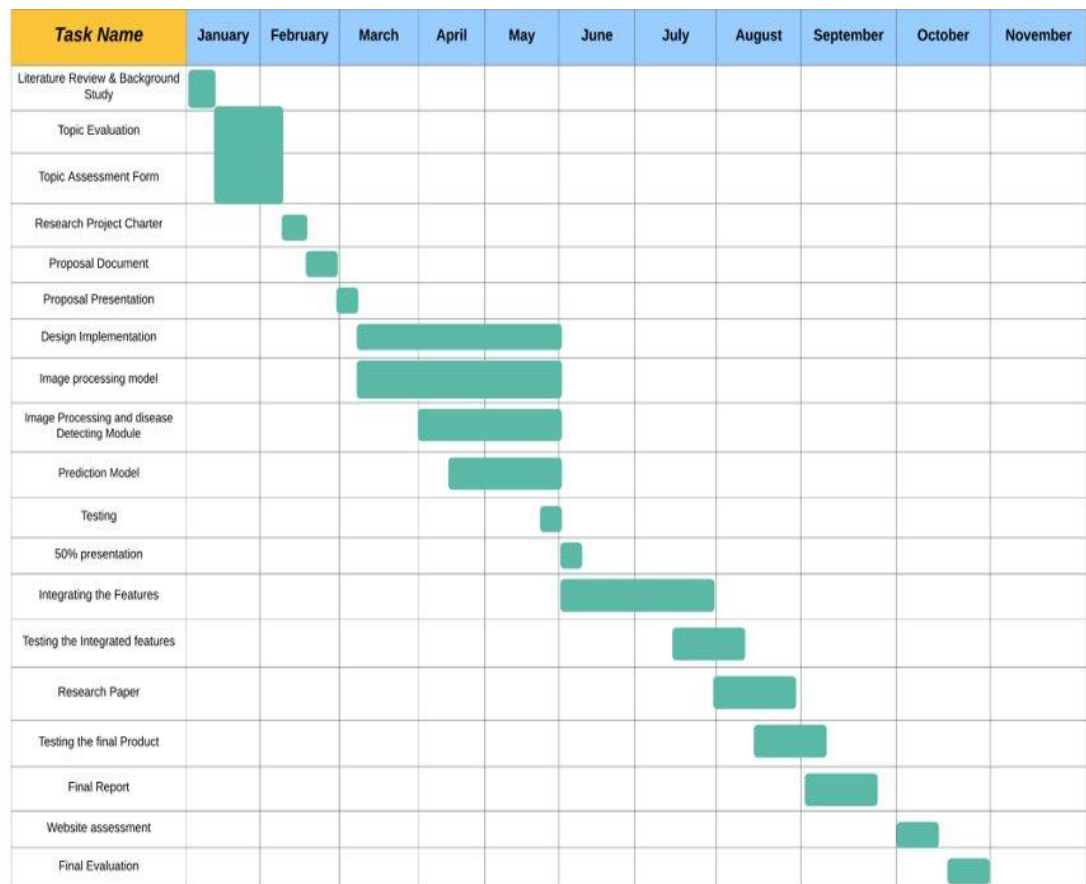 Task Name January February March April May June July August September October November
Literature Review & Background
Study
Topic Evaluation
Topic Assessment Form
Research Project Charter
Proposal Document
Proposal Presentation
Design Implementation
Image processing model
Image Processing and disease
Detecting Module
Prediction Model
Testing
50% presentation
Integrating the Features
Testing the Integrated features
Research Paper
Testing the final Product
Final Report
Website assessment
Final Evaluation